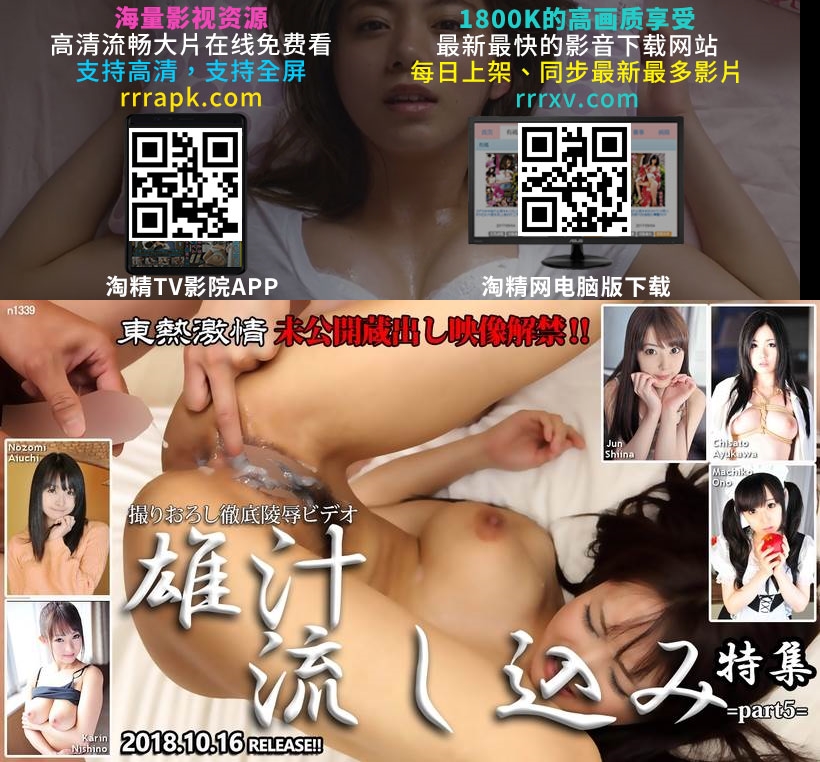 海量影视资源
高清流畅大片在线免费看
支持高清，支持全屏
rrrapk.com
淘精TV影院APP
1800K的高画质享受
最新最快的影音下载网站
每日上架、同步最新最多影片
rrrxv.com
淘精网电脑版下载
n1339
東熱激情 未公開蔵出し映像解禁!!
Jun
Shiina
Chisato
Ayukawa
Nozomi
Aiuchi
Machiko
Ono
撮りおろし徹底陵辱ビデオ
雄汁
流し込み特集
=part5=
Karin
Nishino
2018.10.16 RELEASE!!